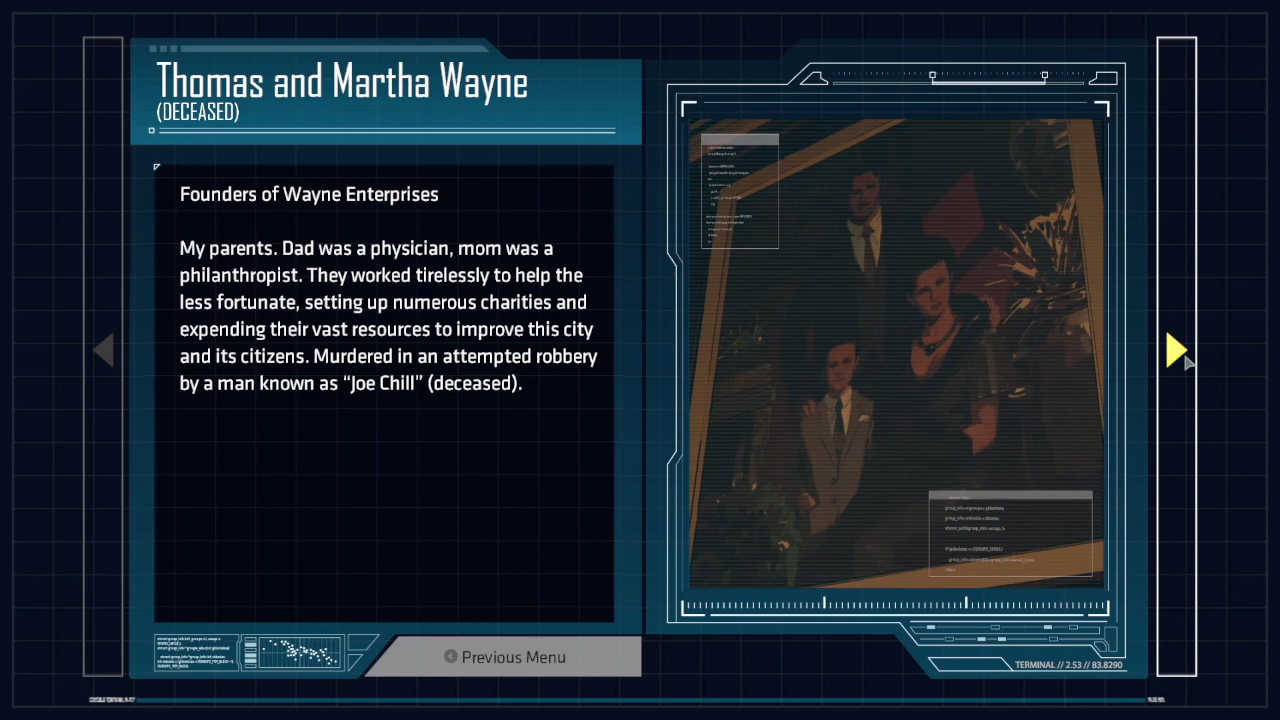 Thomas and Martha Wayne
(DECEASED)
Founders of Wayne Enterprises
My parents. Dad was a physician, mom was a
philanthropist. They worked tirelessly to help the
less fortunate, setting up numerous charities and
expending their vast resources to improve this city
and its citizens. Murdered in an attempted robbery
by a man known as “Joe Chill” (deceased).
Previous Menu
TERMINAL // 2.53 // 83.8290